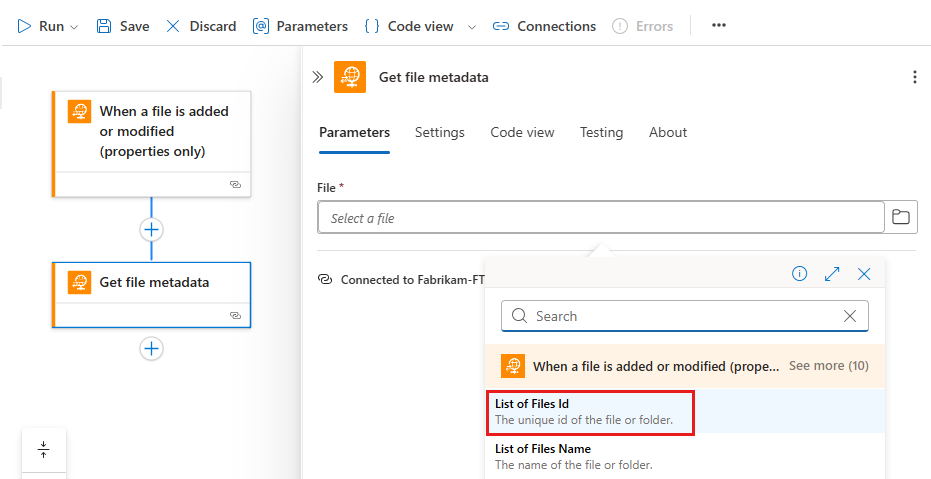 Run
Save
Discard
Parameters
Code view
Connections
Errors
When a file is added
or modified
(properties only)
Get file metadata
Get file metadata
Parameters
Settings
Code view
Testing
About
File *
Select a file
Connected to Fabrikam-FT
Search
When a file is added or modified (prope...
See more (10)
List of Files Id
The unique id of the file or folder.
List of Files Name
The name of the file or folder.